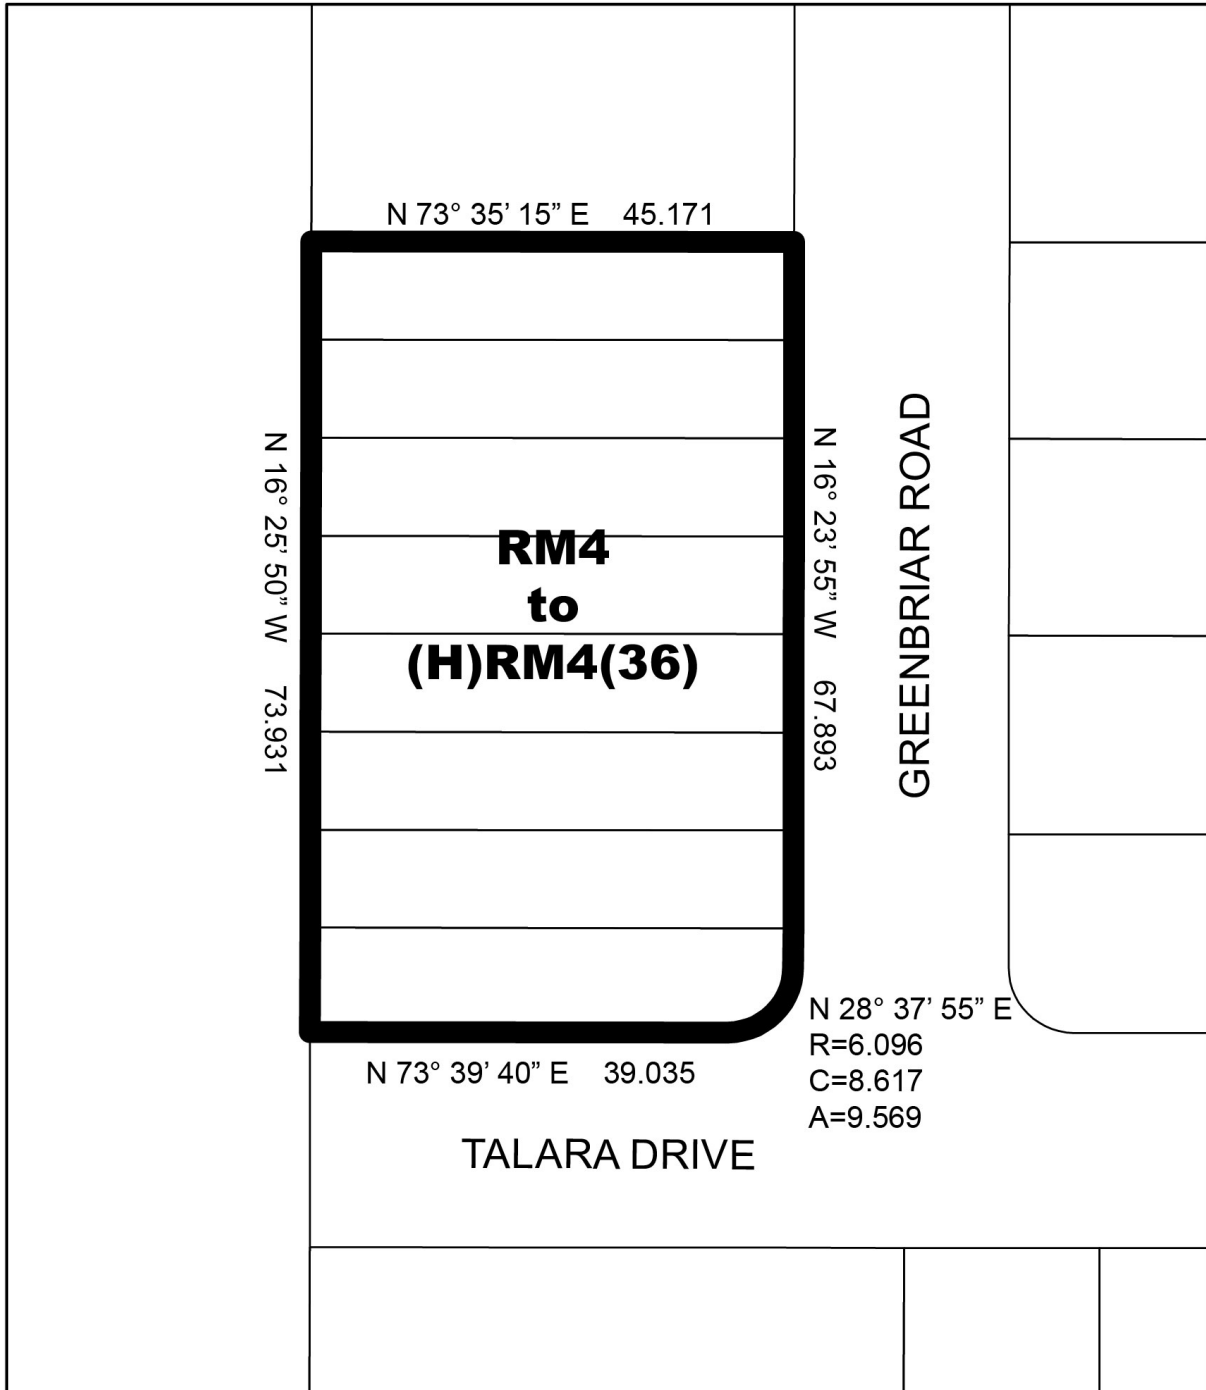 N 73° 35’ 15” E 45.171
N 16° 25’ 50” W 73.931
RM4
to
(H)RM4(36)
N 16° 23’ 55” W 67.893
GREENBRIAR ROAD
N 28° 37’ 55” E
R=6.096
C=8.617
A=9.569
N 73° 39’ 40” E 39.035
TALARA DRIVE